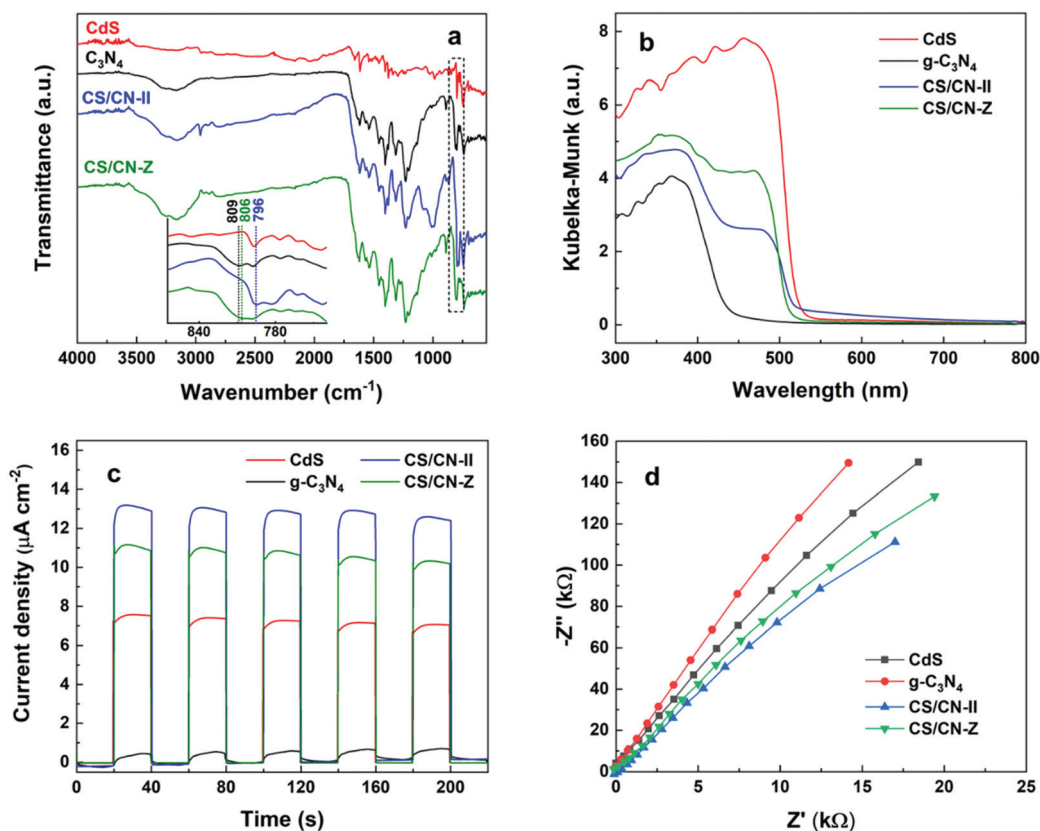 a
CdS
C₃N₄
CS/CN-II
CS/CN-Z
809
806
796
840
780
Transmittance (a.u.)
4000 3500 3000 2500 2000 1500 1000
Wavenumber (cm⁻¹)
b
CdS
g-C₃N₄
CS/CN-II
CS/CN-Z
Kubelka-Munk (a.u.)
8
6
4
2
0
300 400 500 600 700 800
Wavelength (nm)
c
CdS CS/CN-II
g-C₃N₄ CS/CN-Z
Current density (μA cm⁻²)
16
14
12
10
8
6
4
2
0
0 40 80 120 160 200
Time (s)
d
CdS
g-C₃N₄
CS/CN-II
CS/CN-Z
-Z'' (kΩ)
160
140
120
100
80
60
40
20
0
0 5 10 15 20 25
Z' (kΩ)